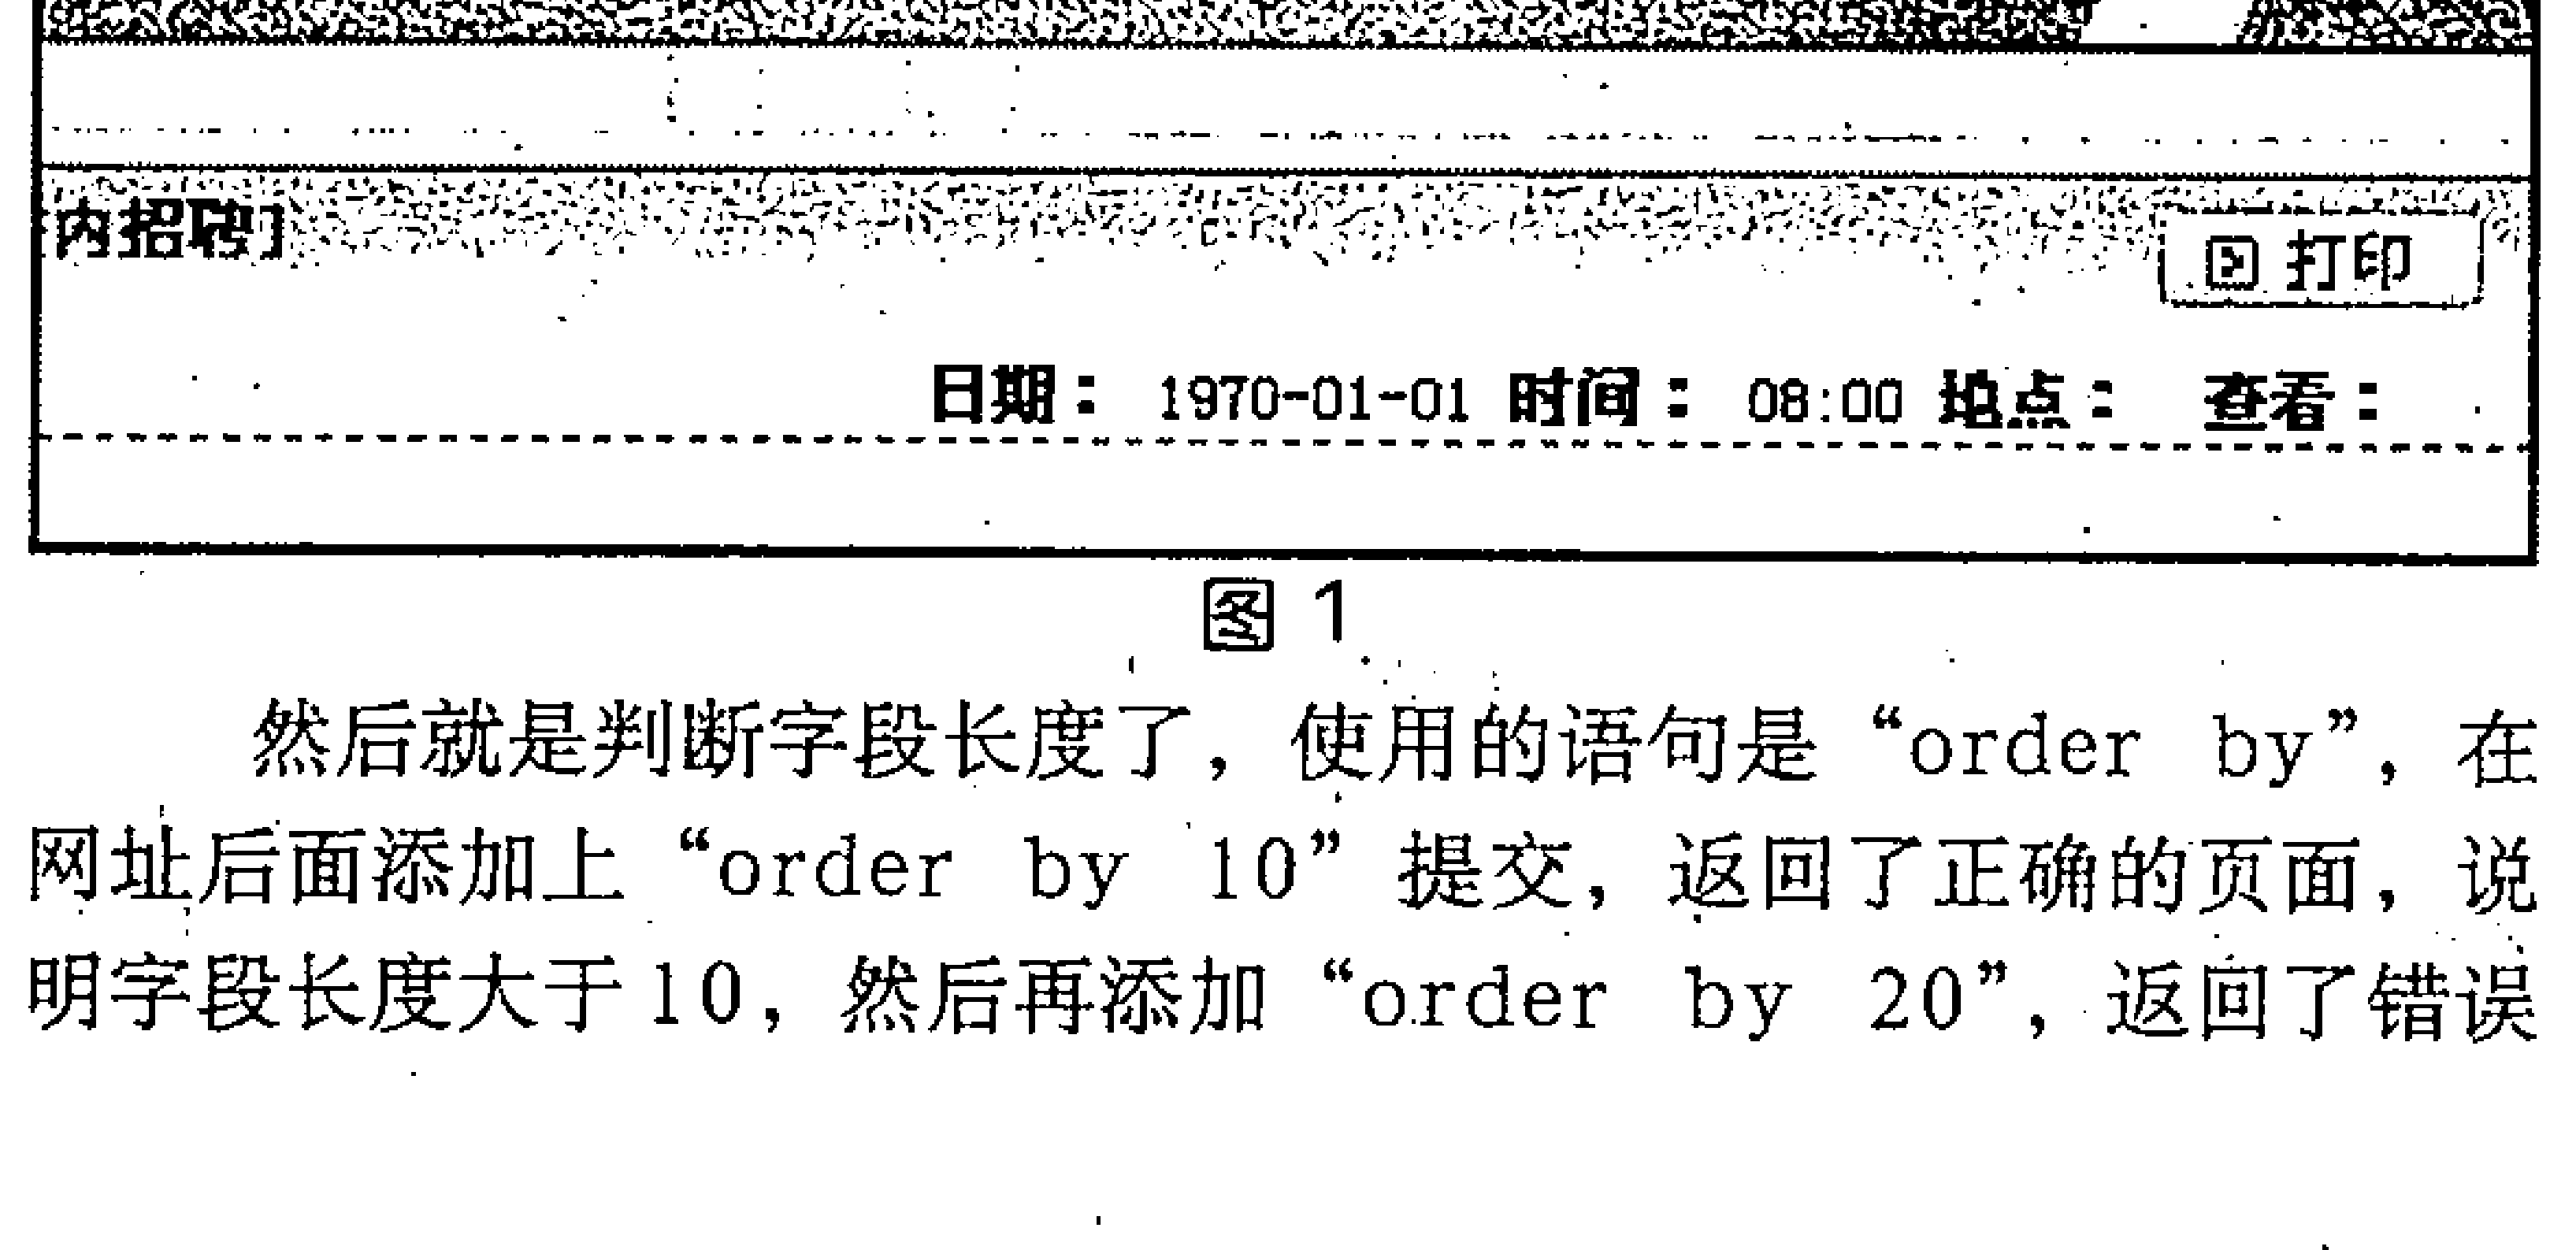 内招聘]
打印
日期： 1970-01-01 时间： 08:00 地点： 查看：
图 1
然后就是判断字段长度了，使用的语句是“order by”，在
网址后面添加上“order by 10”提交，返回了正确的页面，说
明字段长度大于10，然后再添加“order by 20”，返回了错误